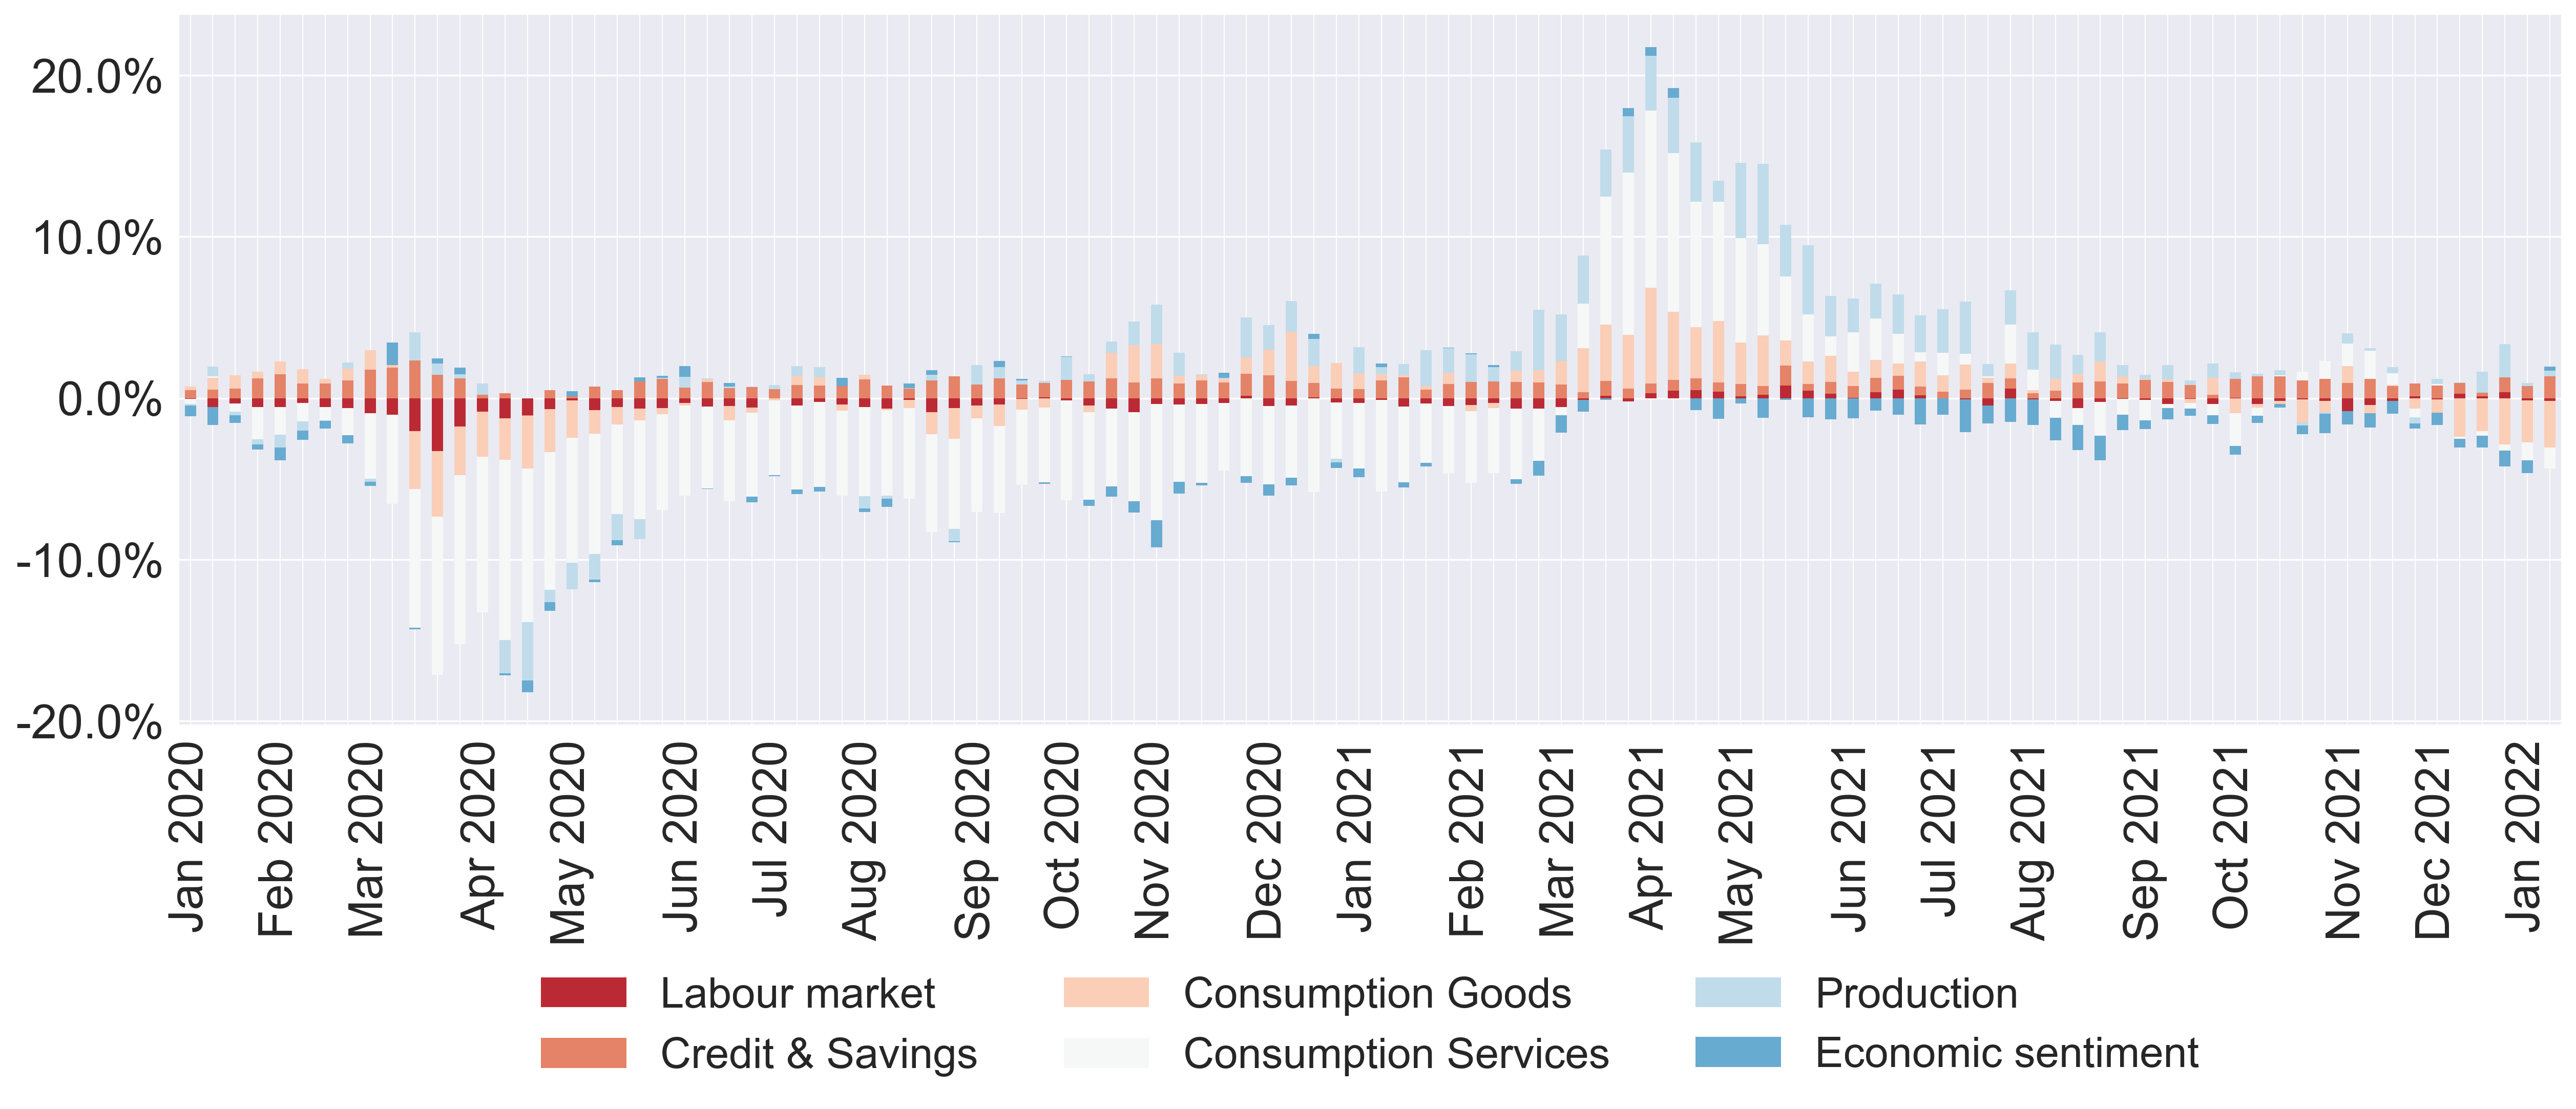 20.0%
10.0%
0.0%
-10.0%
-20.0%
Jan 2020
Feb 2020
Mar 2020
Apr 2020
May 2020
Jun 2020
Jul 2020
Aug 2020
Sep 2020
Oct 2020
Nov 2020
Dec 2020
Jan 2021
Feb 2021
Mar 2021
Apr 2021
May 2021
Jun 2021
Jul 2021
Aug 2021
Sep 2021
Oct 2021
Nov 2021
Dec 2021
Jan 2022
Labour market
Consumption Goods
Production
Credit & Savings
Consumption Services
Economic sentiment